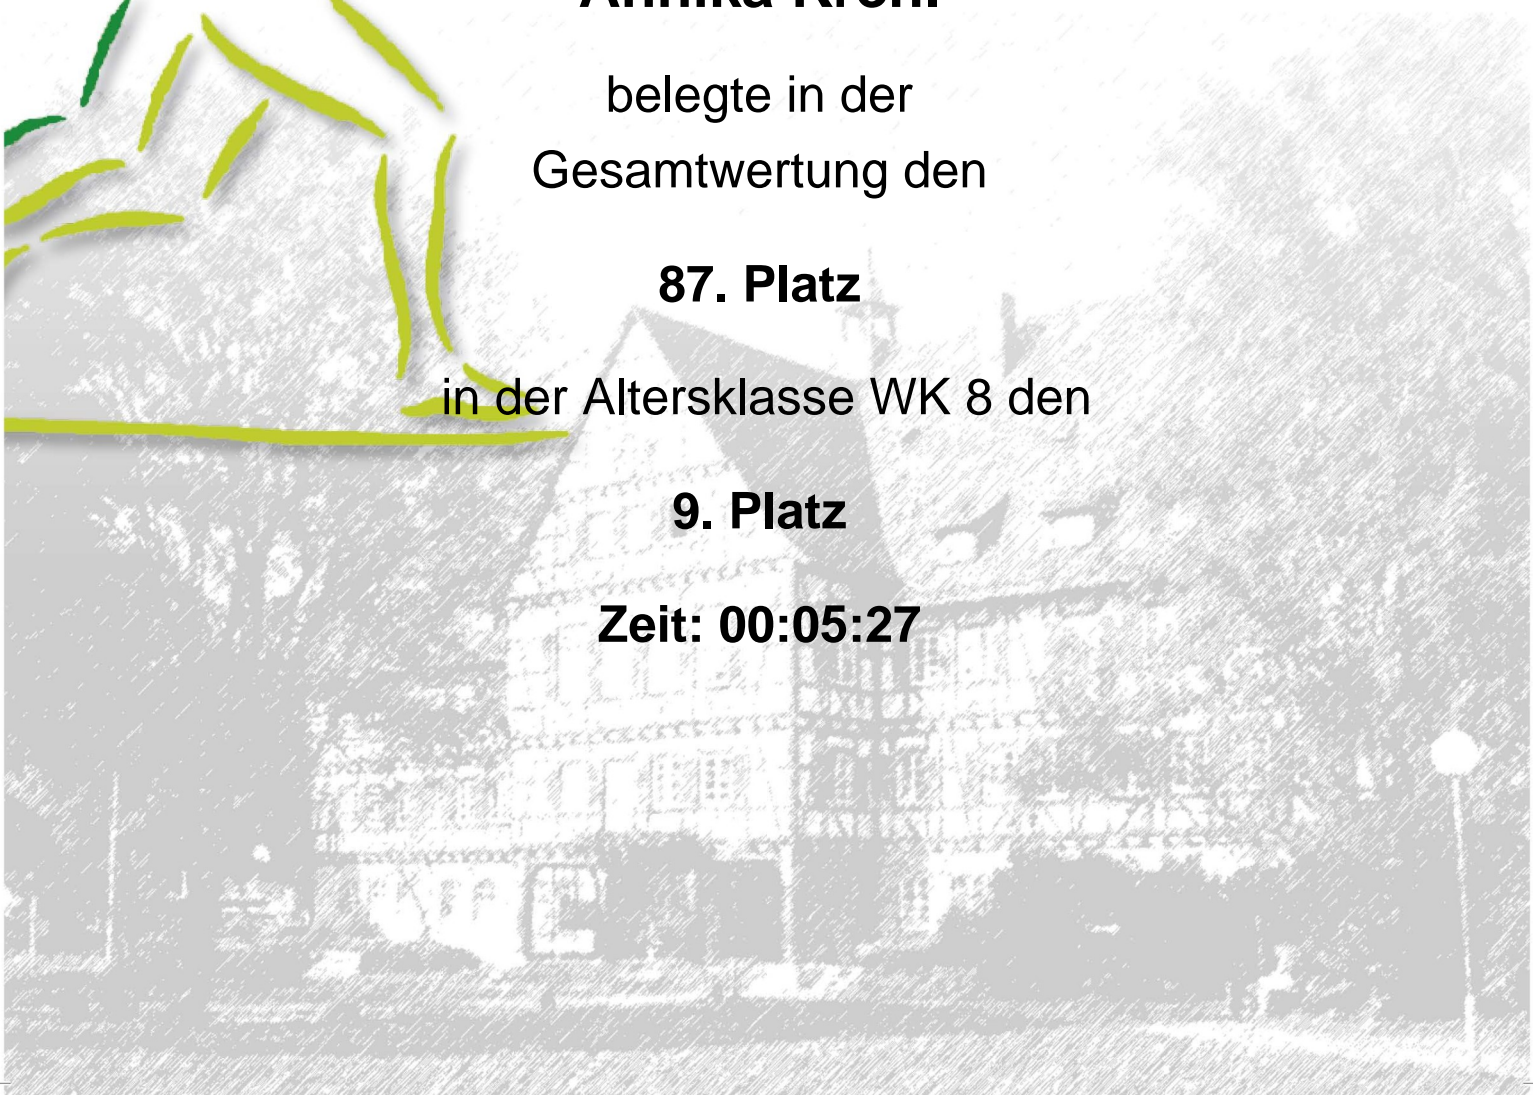 Annika
belegte in der
Gesamtwertung den
87. Platz
in der Altersklasse WK 8 den
9. Platz
Zeit: 00:05:27